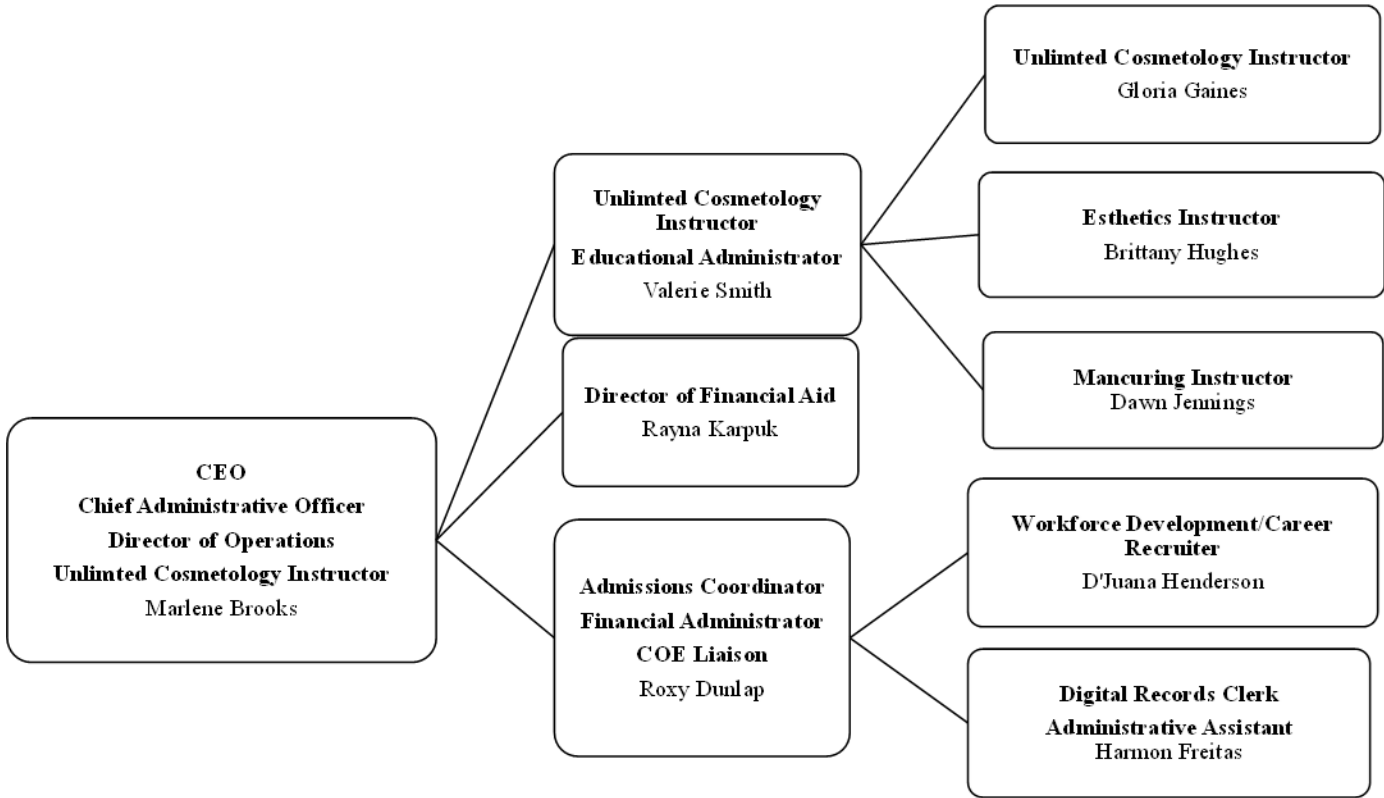 CEO
Chief Administrative Officer
Director of Operations
Unlimted Cosmetology Instructor
Marlene Brooks
Unlimted Cosmetology
Instructor
Educational Administrator
Valerie Smith
Director of Financial Aid
Rayna Karpuk
Admissions Coordinator
Financial Administrator
COE Liaison
Roxy Dunlap
Unlimted Cosmetology Instructor
Gloria Gaines
Esthetics Instructor
Brittany Hughes
Mancuring Instructor
Dawn Jennings
Workforce Development/Career
Recruiter
D'Juana Henderson
Digital Records Clerk
Administrative Assistant
Harmon Freitas